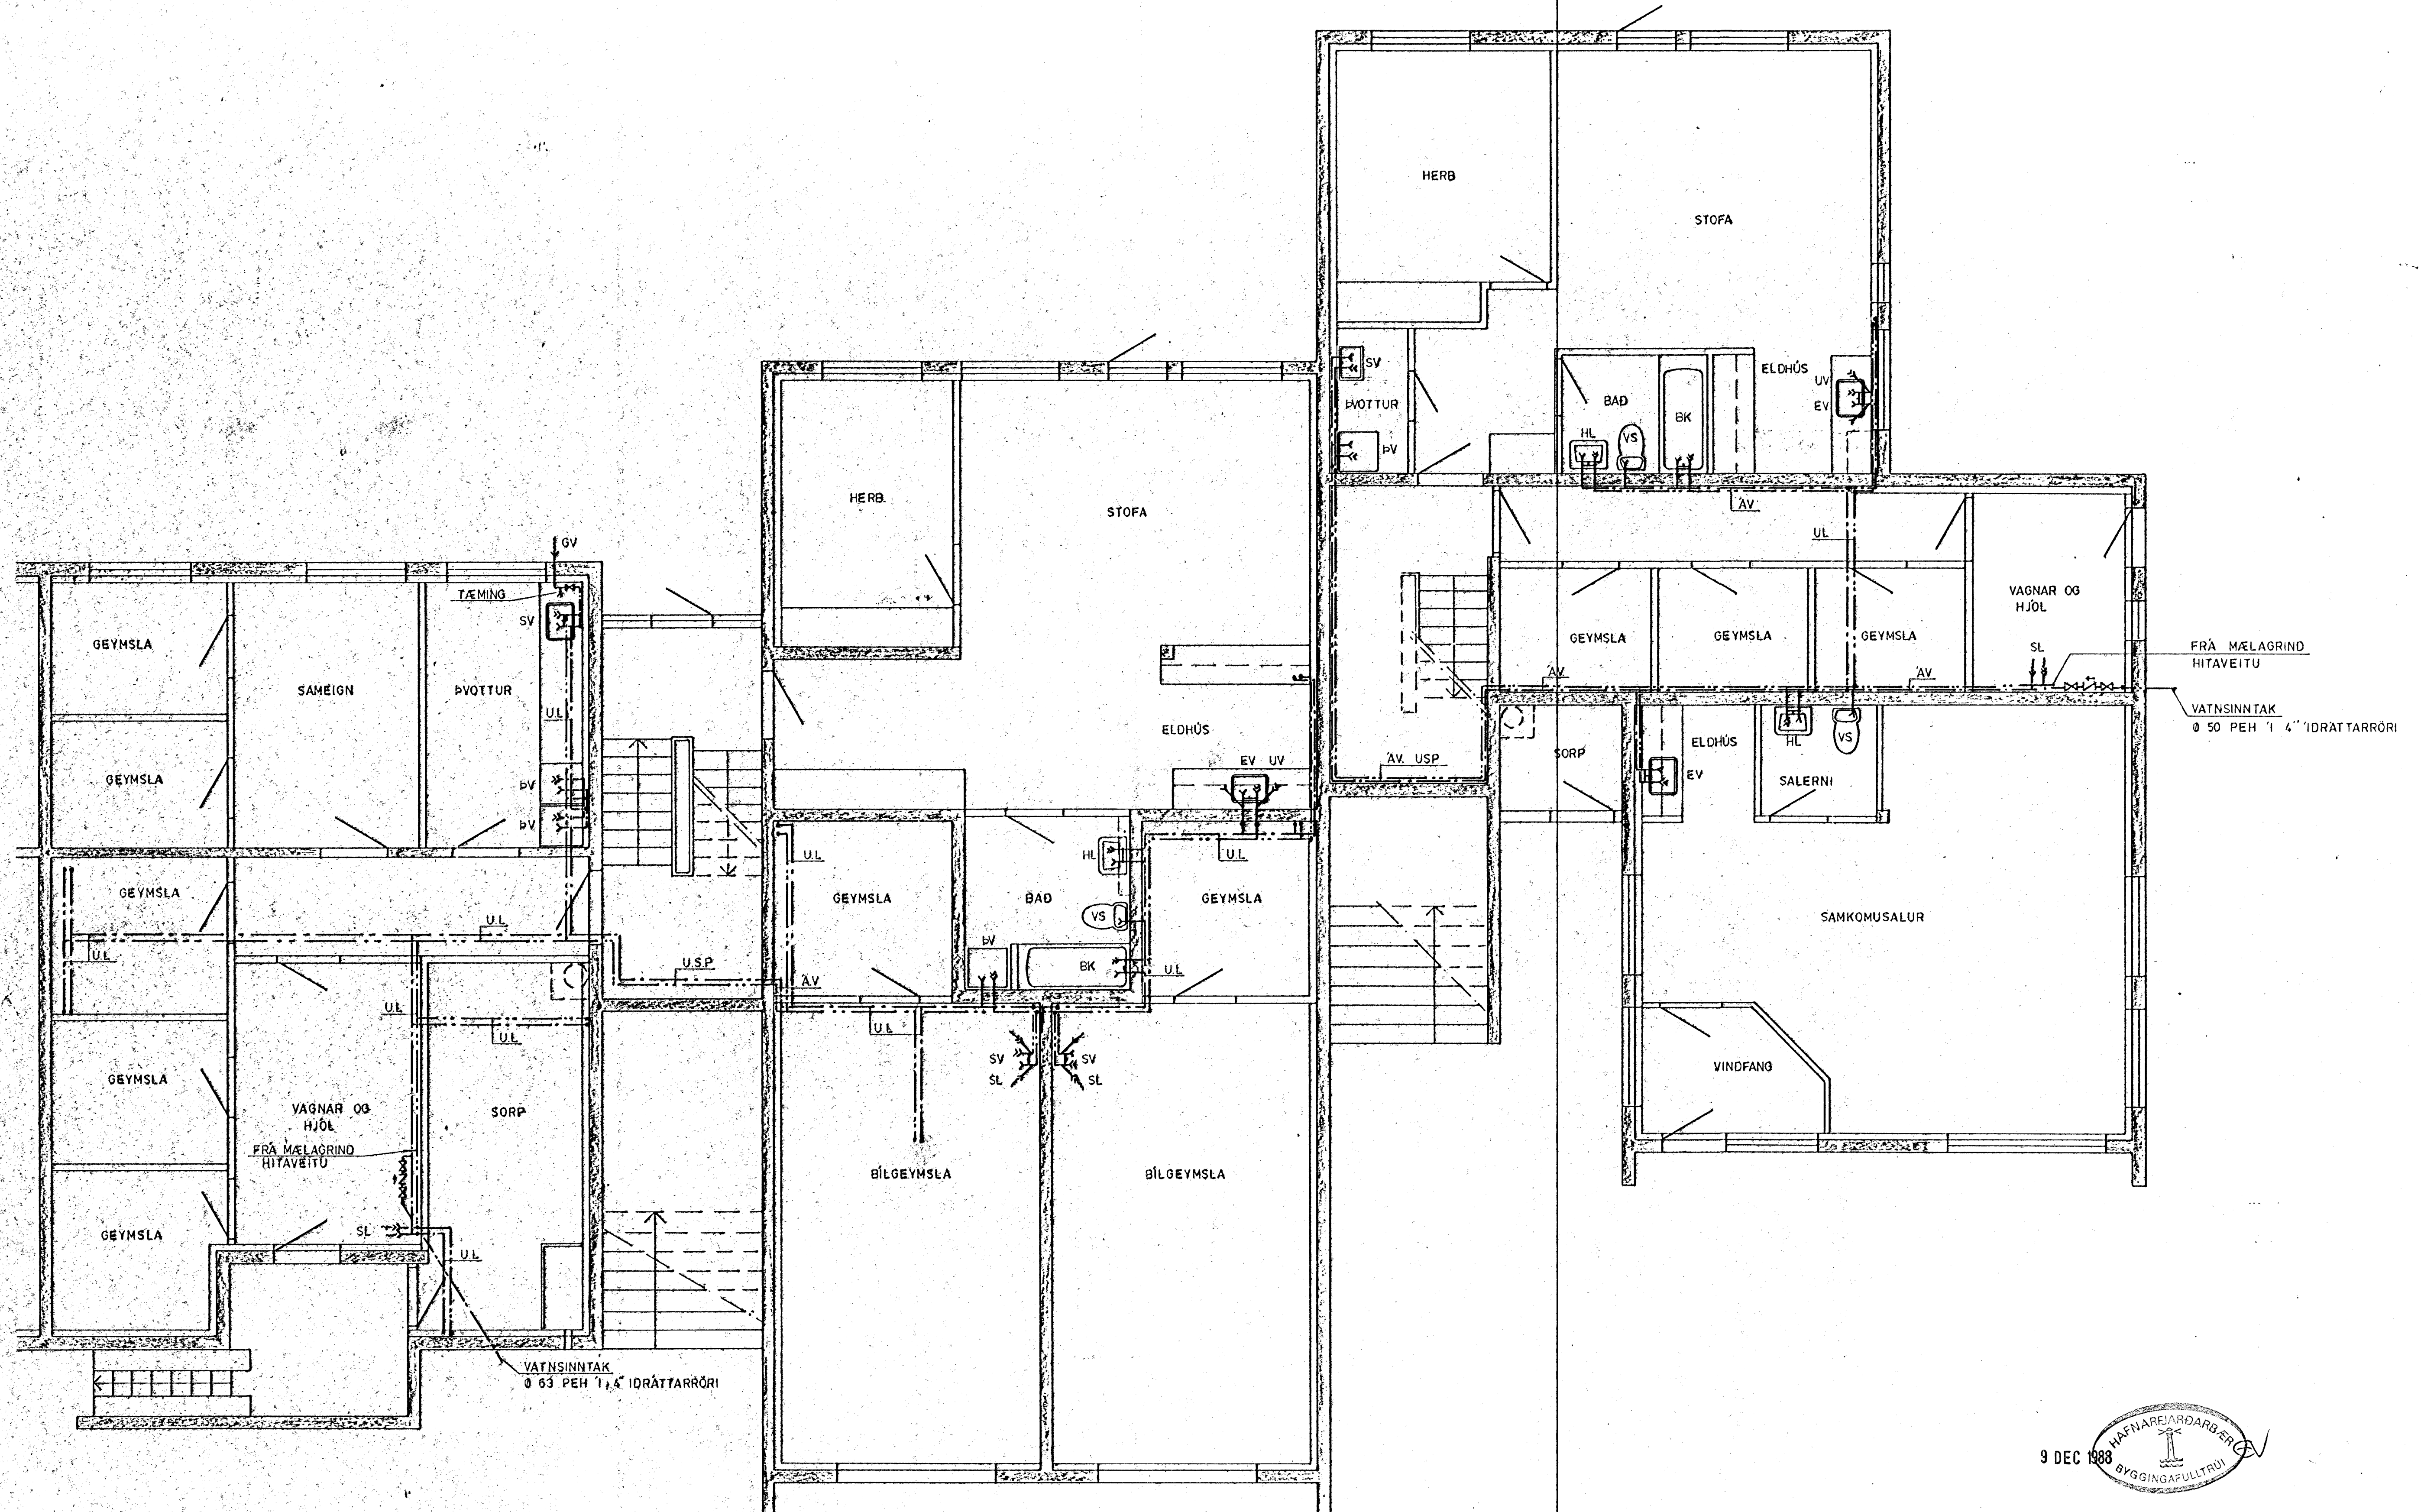 HERB
STOFA
SV
ÞVOTTUR
ÞV
HL
BAÐ
VS
BK
ELDHÚS
UV
EV
ÁV
UL
VAGNAR OG
HJÓL
GEYMSLA
GEYMSLA
GEYMSLA
SL
FRÁ MÆLAGRIND
HITAVEITU
ÁV
ÁV
VATNSINNTAK
Ø 50 PEH Í 4" ÍDRÁTTARRÖRI
ÁV. USP
SORP
ELDHÚS
EV
HL
VS
SALERNI
SAMKOMUSALUR
VINDFANG
HERB.
STOFA
ELDHÚS
EV UV
U.L
GEYMSLA
HL
BAÐ
VS
ÞV
BK
U.L
GEYMSLA
U.L
Á.V
U.L
SV
SL
SV
SL
BÍLGEYMSLA
BÍLGEYMSLA
GV
TÆMING
SV
GEYMSLA
SAMEIGN
ÞVOTTUR
U.L
GEYMSLA
ÞV
ÞV
GEYMSLA
U.L
U.L
U.S.P
U.L
U.L
GEYMSLA
VAGNAR OG
HJÓL
SORP
FRÁ MÆLAGRIND
HITAVEITU
GEYMSLA
SL
U.L
VATNSINNTAK
Ø 63 PEH Í 4" IDRÁTTARRÖRI
9 DEC 1988
HAFNARFJARÐARBÆR
BYGGINGAFULLTRÚI